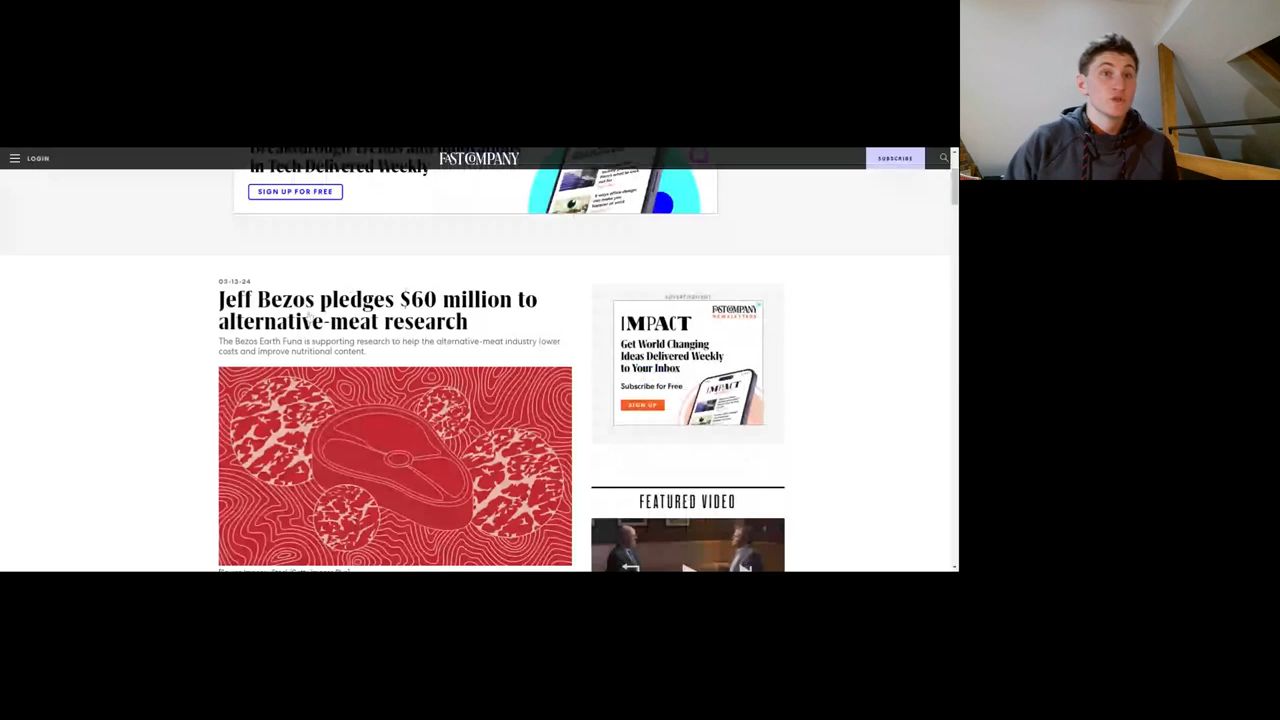 LOGIN
FAST COMPANY
SUBSCRIBE
in Tech Delivered Weekly
SIGN UP FOR FREE
03-13-24
Jeff Bezos pledges $60 million to
alternative-meat research
The Bezos Earth Fund is supporting research to help the alternative-meat industry lower
costs and improve nutritional content.
ADVERTISEMENT
IMPACT
FAST COMPANY
NEWSLETTERS
Get World Changing
Ideas Delivered Weekly
to Your Inbox
Subscribe for Free
SIGN UP
IMPACT
FEATURED VIDEO